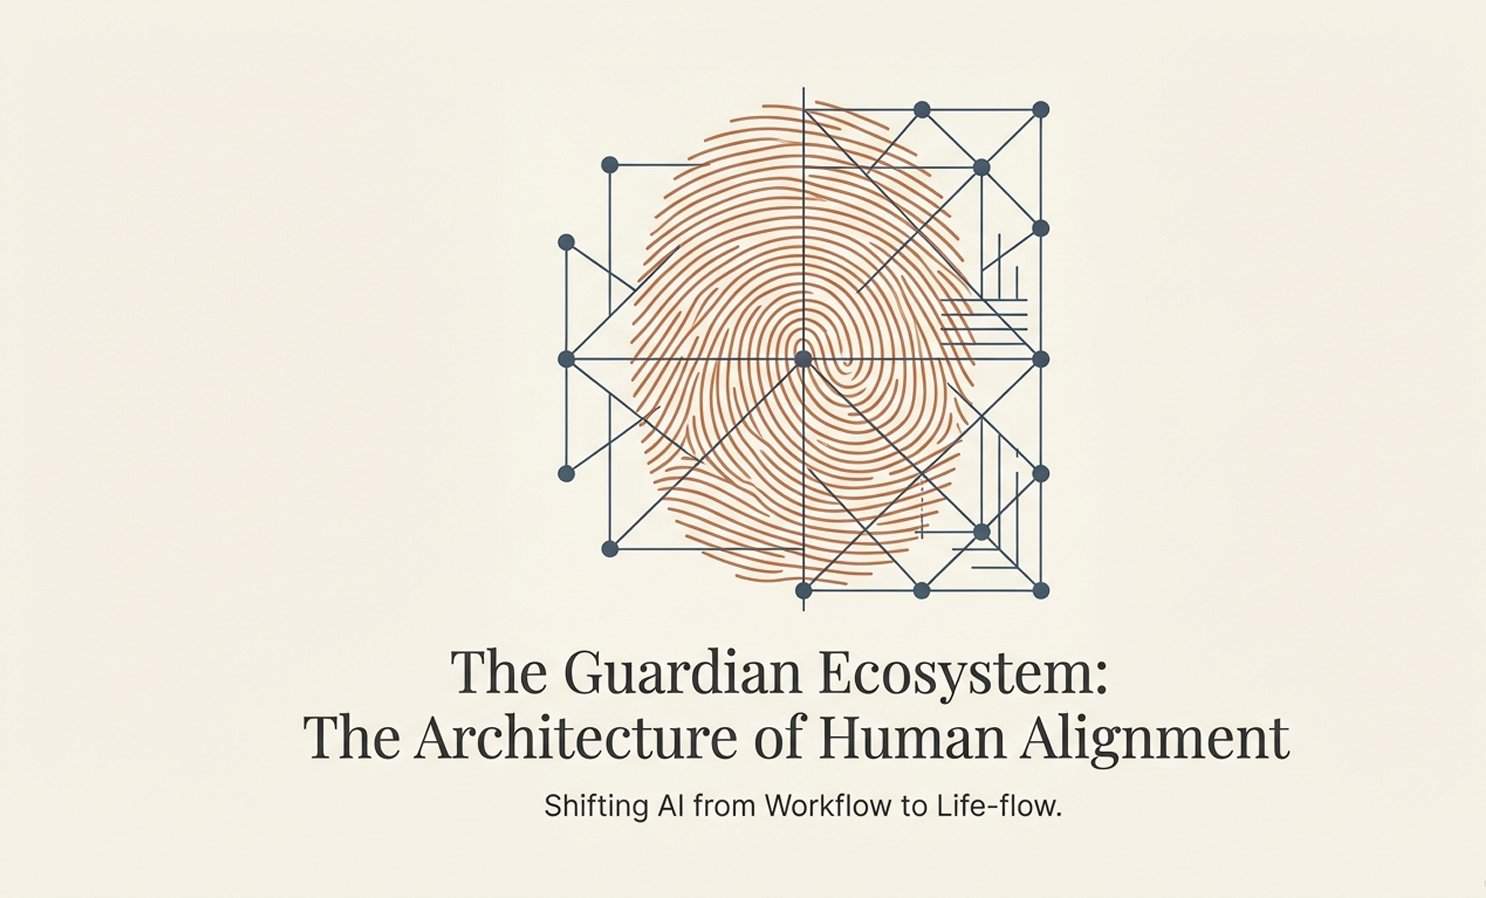 The Guardian Ecosystem:
The Architecture of Human Alignment
Shifting AI from Workflow to Life-flow.